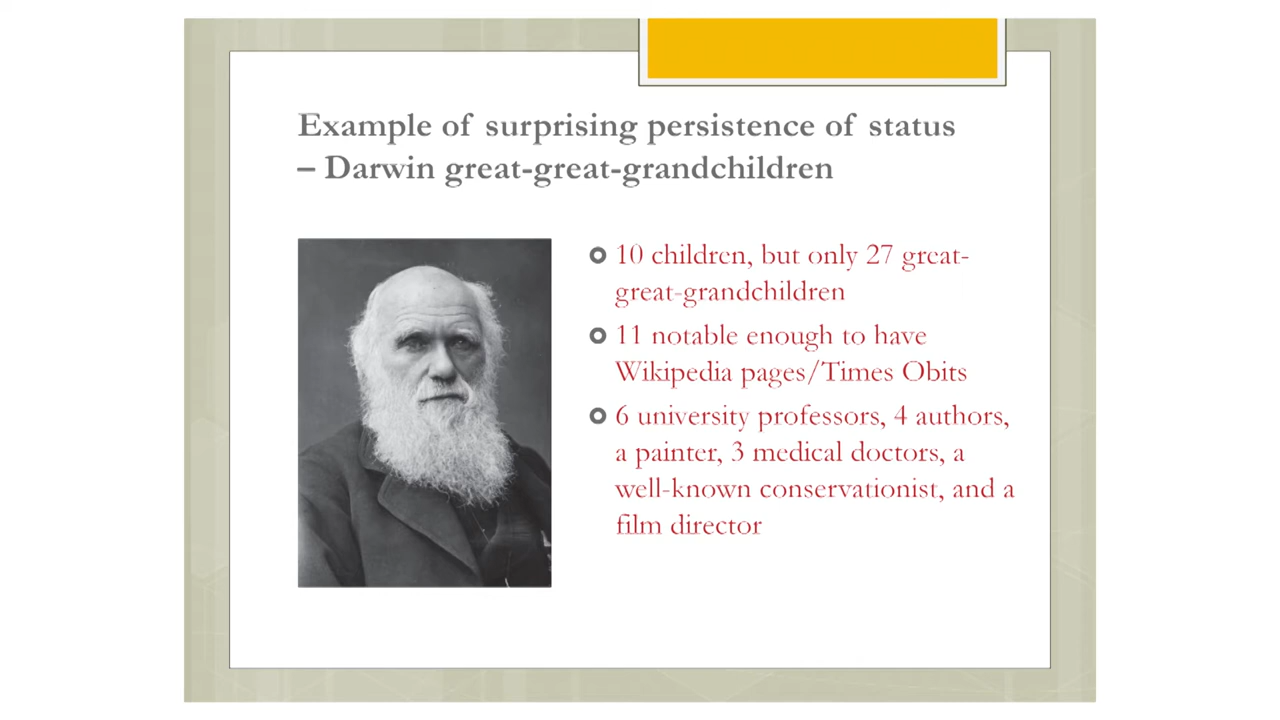 Example of surprising persistence of status
– Darwin great-great-grandchildren
10 children, but only 27 great-
great-grandchildren
11 notable enough to have
Wikipedia pages/Times Obits
6 university professors, 4 authors,
a painter, 3 medical doctors, a
well-known conservationist, and a
film director